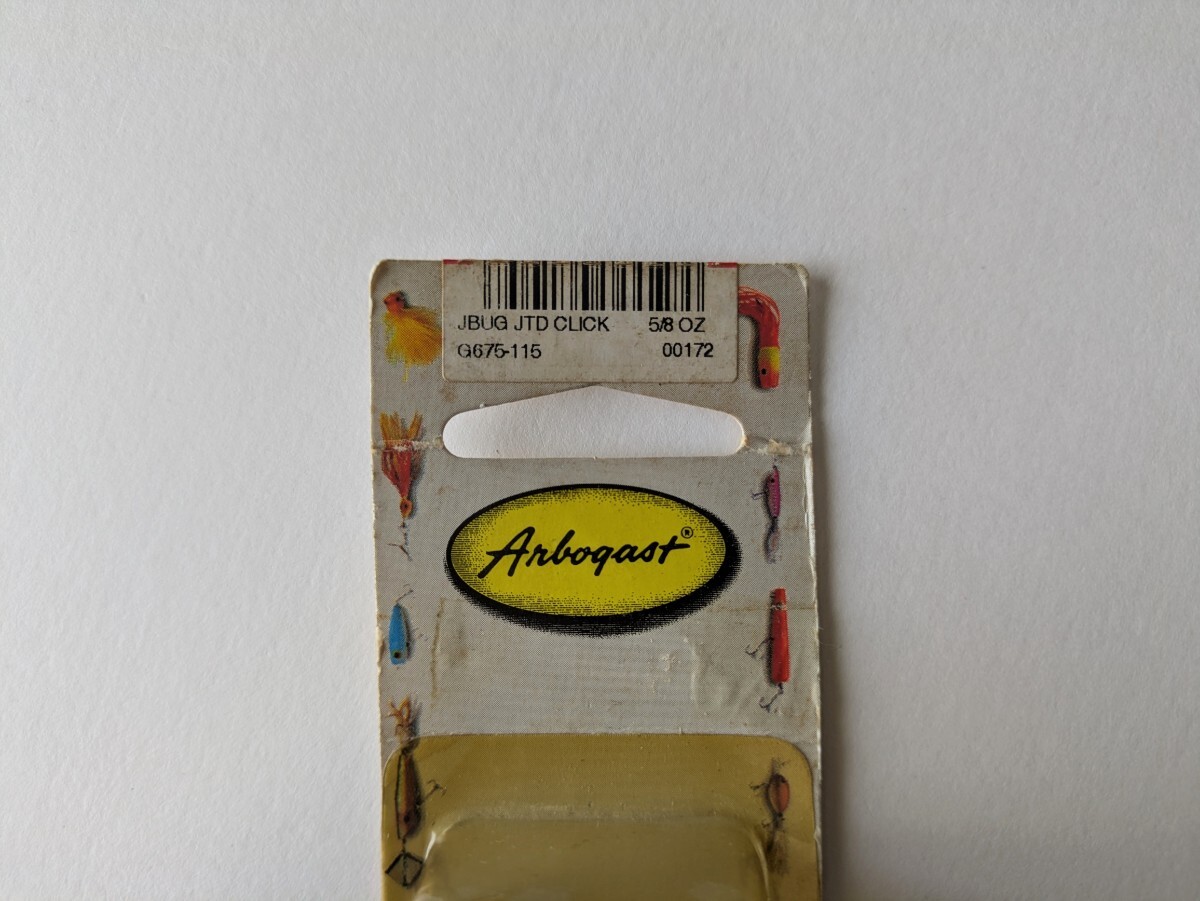 JBUG JTD CLICK 5/8 OZ
G675-115 00172
Arbogast®